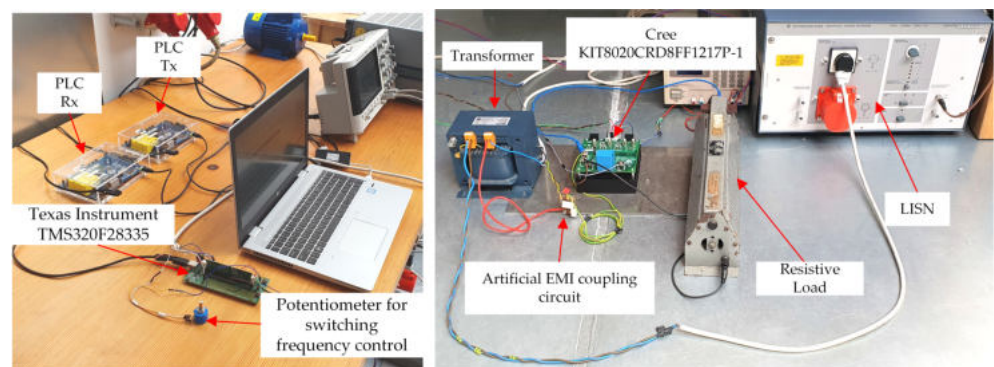 PLC
Tx
PLC
Rx
Texas Instrument
TMS320F28335
Potentiometer for
switching
frequency control
Transformer
Cree
KIT8020CRD8FF1217P-1
LISN
Artificial EMI coupling
circuit
Resistive
Load